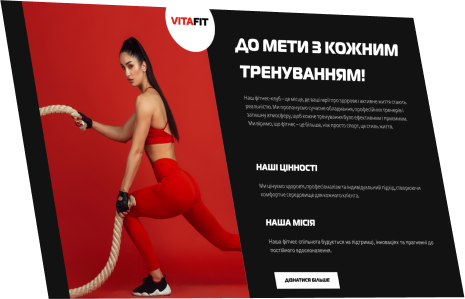 VITAFIT
ДО МЕТИ З КОЖНИМ
ТРЕНУВАННЯМ!
Наш фітнес-клуб – це місце, де ваші мрії про здорове і активне життя стають
реальністю. Ми пропонуємо сучасне обладнання, професійних тренерів і
затишну атмосферу, щоб кожне тренування було ефективним і приємним.
Ми віримо, що фітнес – це більше, ніж просто спорт, це стиль життя.
НАШІ ЦІННОСТІ
Ми цінуємо здоров'я, професіоналізм та індивідуальний підхід, створюючи
комфортне середовище для кожного клієнта.
НАША МІСІЯ
Наша фітнес спільнота будується на підтримці, інноваціях та прагненні до
постійного вдосконалення.
ДІЗНАТИСЯ БІЛЬШЕ